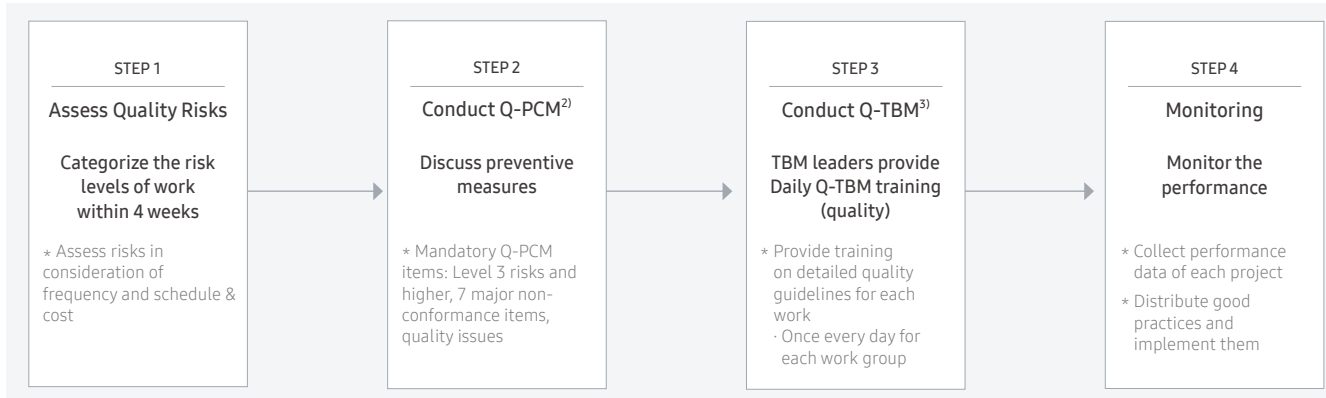 STEP 1
Assess Quality Risks
Categorize the risk
levels of work
within 4 weeks
* Assess risks in
consideration of
frequency and schedule &
cost
STEP 2
Conduct Q-PCM2)
Discuss preventive
measures
* Mandatory Q-PCM
items: Level 3 risks and
higher, 7 major non-
conformance items,
quality issues
STEP 3
Conduct Q-TBM3)
TBM leaders provide
Daily Q-TBM training
(quality)
* Provide training
on detailed quality
guidelines for each
work
· Once every day for
each work group
STEP 4
Monitoring
Monitor the
performance
* Collect performance
data of each project
* Distribute good
practices and
implement them